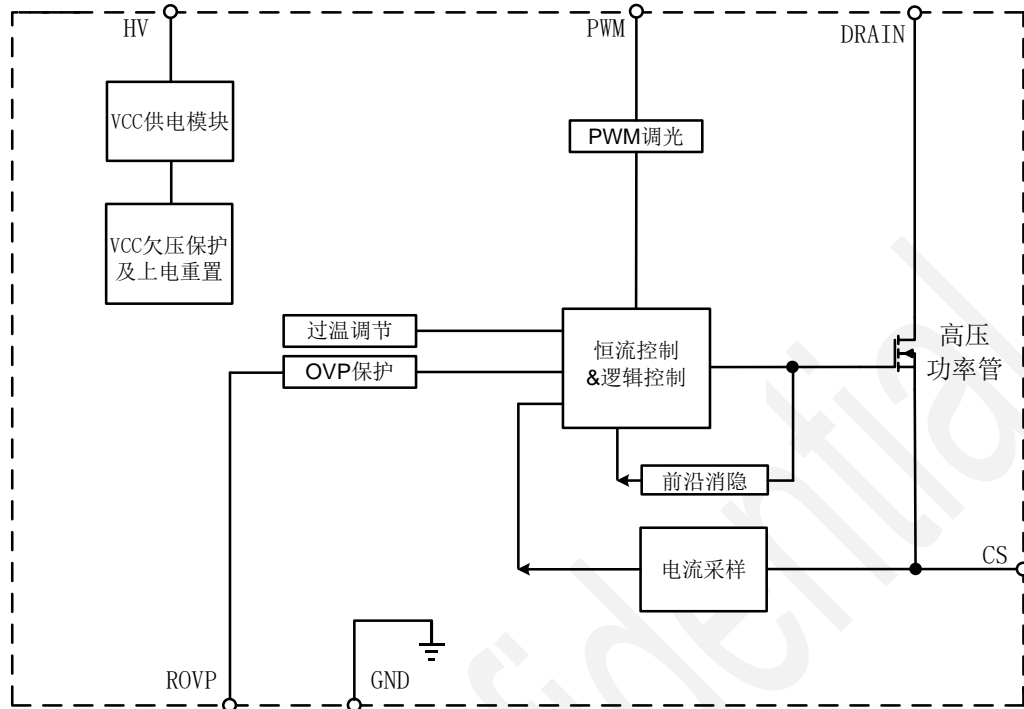 HV
PWM
DRAIN
VCC供电模块
PWM调光
VCC欠压保护
及上电重置
过温调节
OVP保护
恒流控制
&逻辑控制
高压
功率管
前沿消隐
电流采样
CS
ROVP
GND
fidential